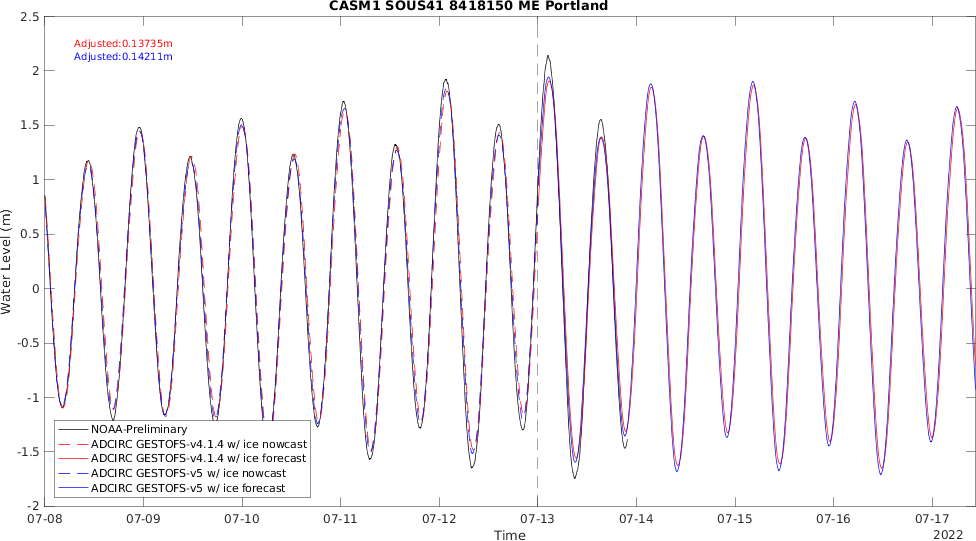 CASM1 SOUS41 8418150 ME Portland
2.5
2
1.5
1
0.5
0
-0.5
-1
-1.5
-2
Water Level (m)
Adjusted:0.13735m
Adjusted:0.14211m
NOAA-Preliminary
ADCIRC GESTOFS-v4.1.4 w/ ice nowcast
ADCIRC GESTOFS-v4.1.4 w/ ice forecast
ADCIRC GESTOFS-v5 w/ ice nowcast
ADCIRC GESTOFS-v5 w/ ice forecast
07-08 07-09 07-10 07-11 07-12 07-13 07-14 07-15 07-16 07-17
Time
2022